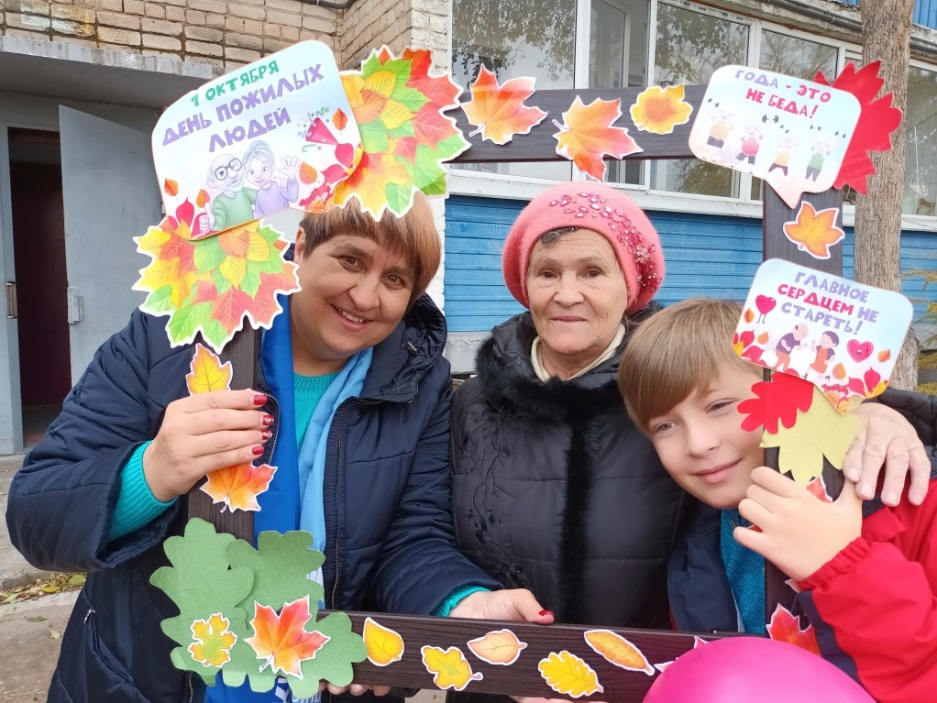 1 ОКТЯБРЯ
ДЕНЬ ПОЖИЛЫХ
ЛЮДЕЙ
ГОДА - ЭТО
НЕ БЕДА!
ГЛАВНОЕ
СЕРДЦЕМ НЕ
СТАРЕТЬ!